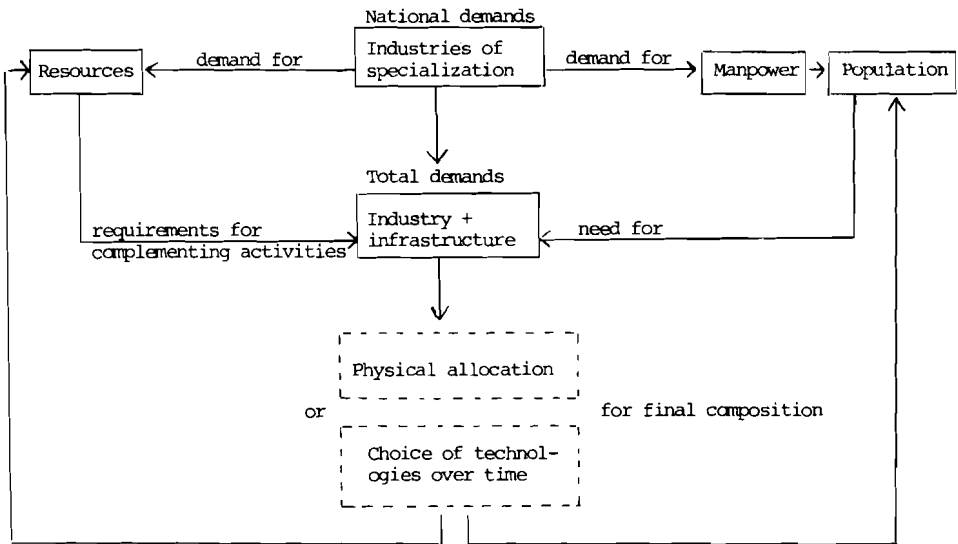 National demands
Resources
demand for
Industries of
specialization
demand for
Manpower
Population
Total demands
requirements for
complementing activities
Industry +
infrastructure
need for
Physical allocation
or
for final composition
Choice of technol-
ogies over time